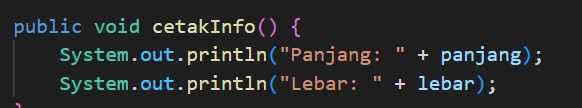 public void cetakInfo() {
    System.out.println("Panjang: " + panjang);
    System.out.println("Lebar: " + lebar);
}